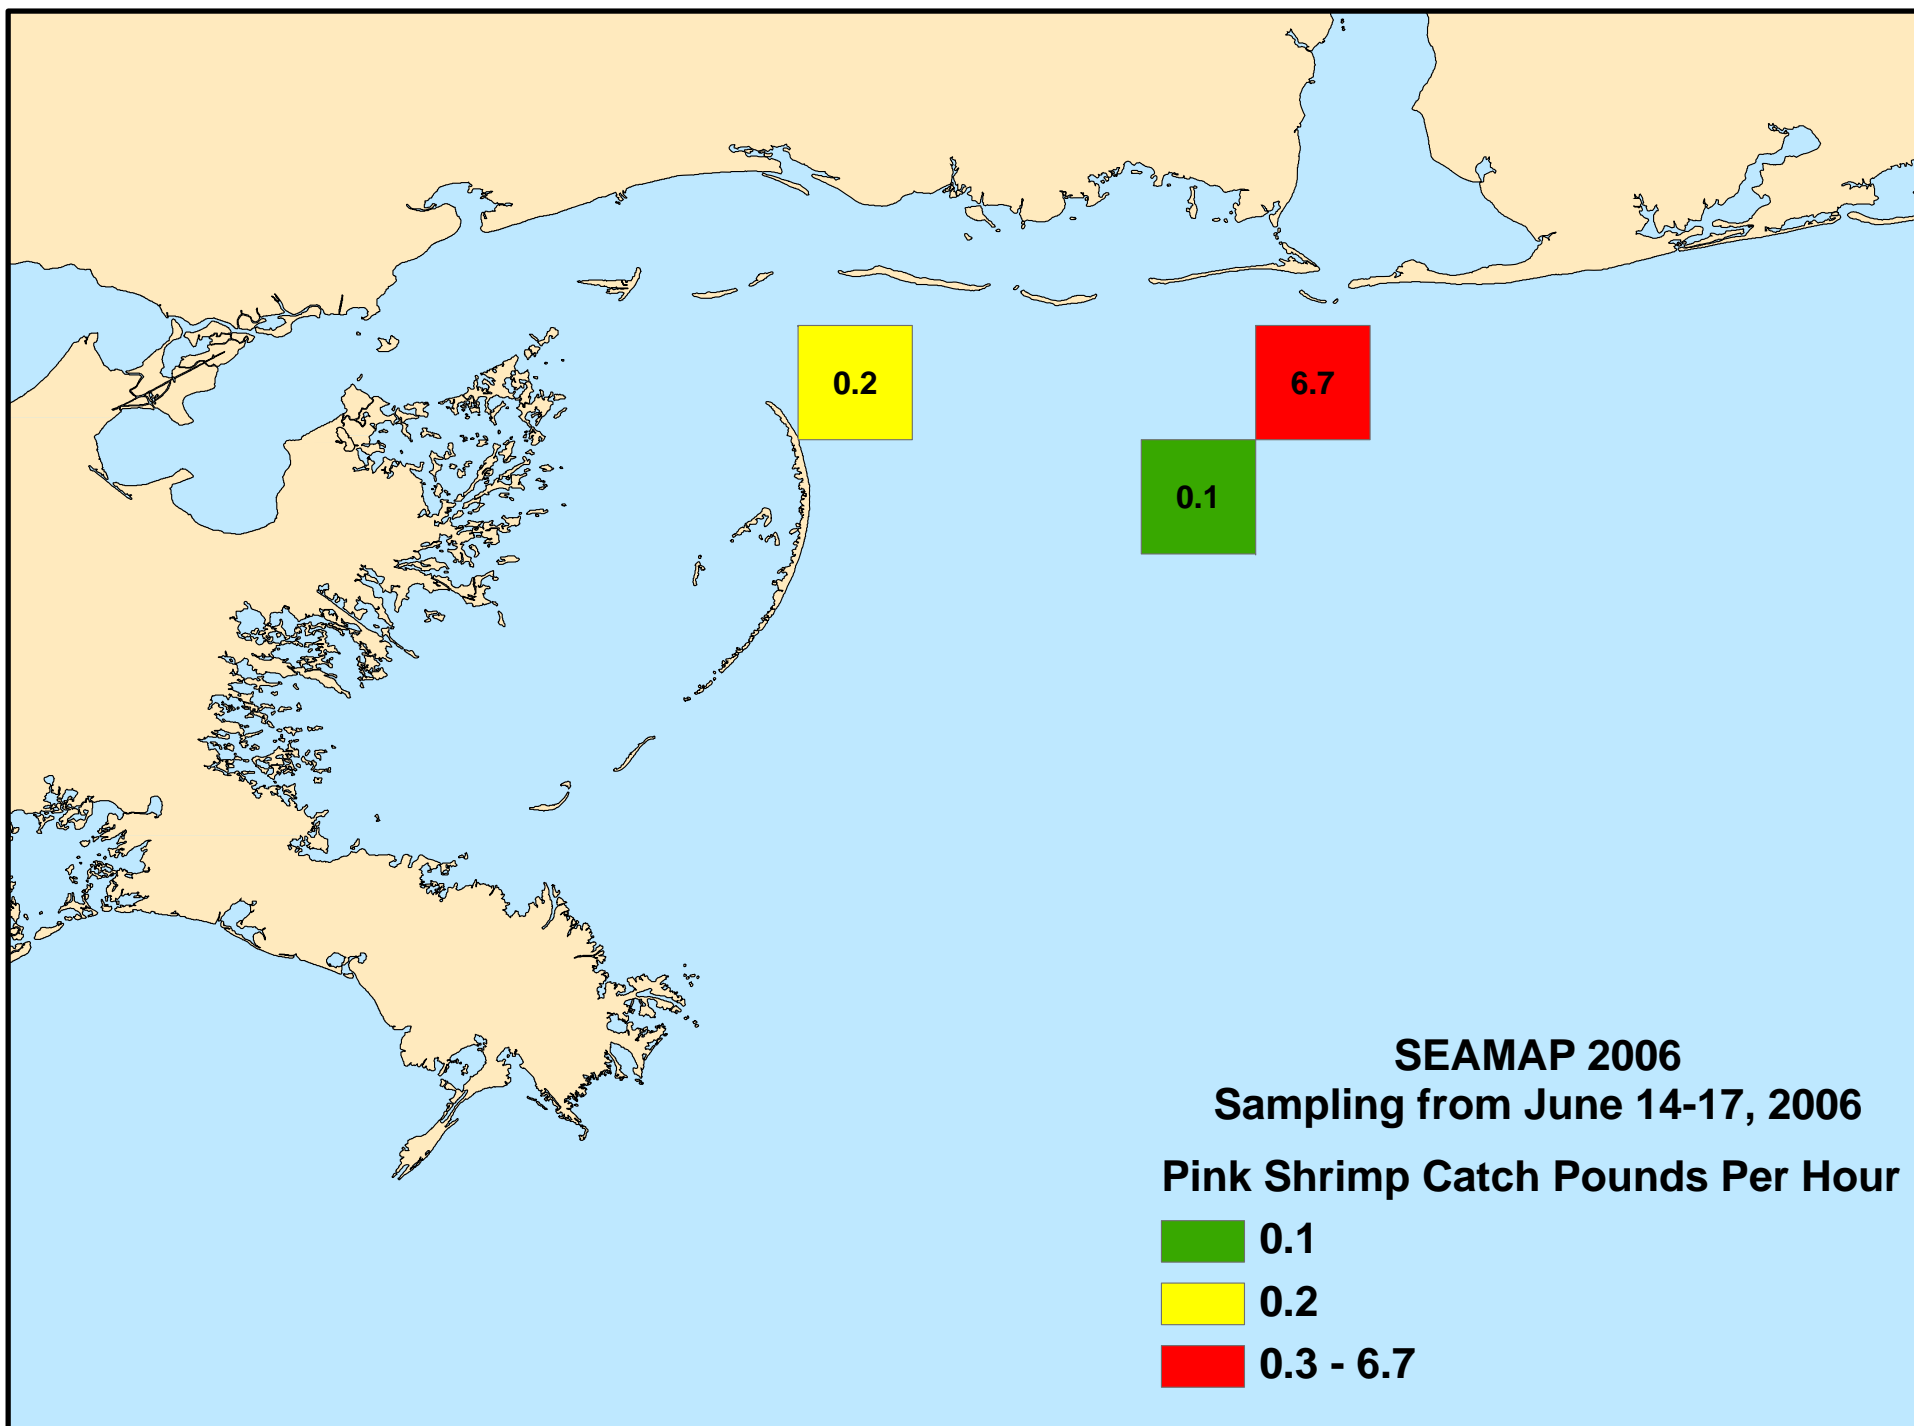 0.2
6.7
0.1
SEAMAP 2006
Sampling from June 14-17, 2006
Pink Shrimp Catch Pounds Per Hour
0.1
0.2
0.3 - 6.7